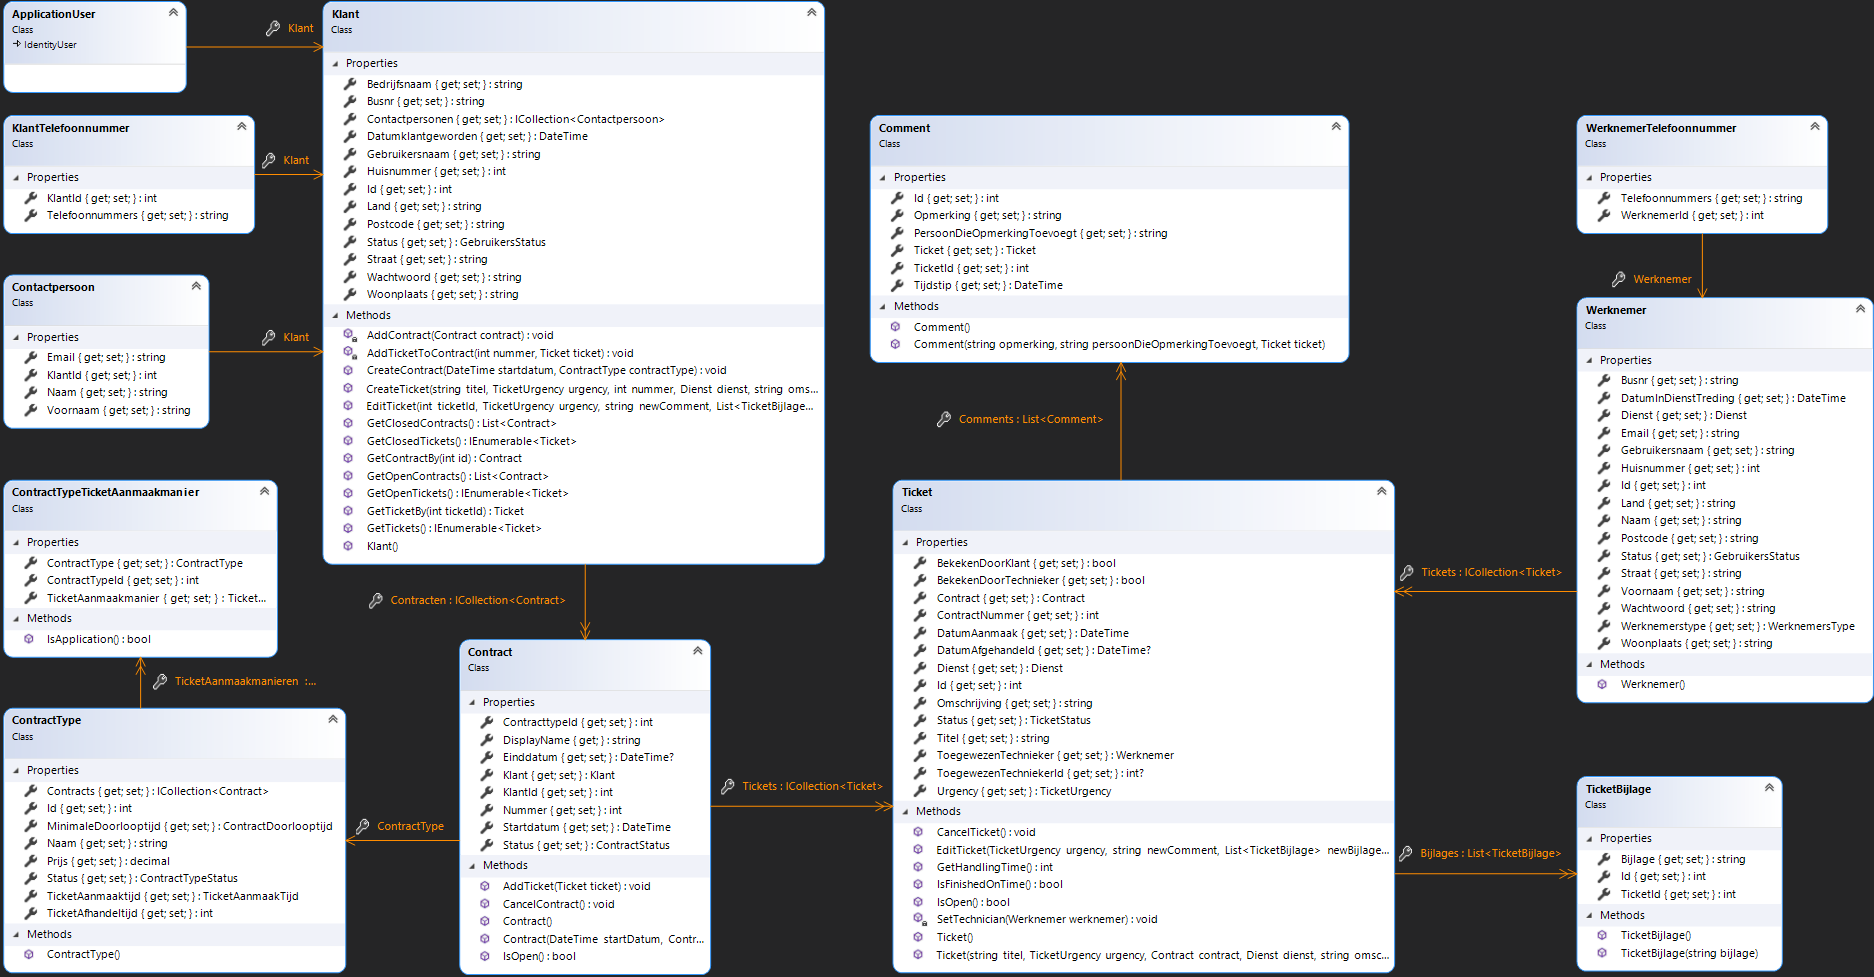 ApplicationUser
Class
IdentityUser
Klant
KlantTelefoonnummer
Class
Properties
KlantId { get; set; } : int
Telefoonnummers { get; set; } : string
Klant
Contactpersoon
Class
Properties
Email { get; set; } : string
KlantId { get; set; } : int
Naam { get; set; } : string
Voornaam { get; set; } : string
Klant
ContractTypeTicketAanmaakmanier
Class
Properties
ContractType { get; set; } : ContractType
ContractTypeId { get; set; } : int
TicketAanmaakmanier { get; set; } : Ticket...
Methods
IsApplication() : bool
TicketAanmaakmanieren :...
ContractType
Class
Properties
Contracts { get; set; } : ICollection<Contract>
Id { get; set; } : int
MinimaleDoorlooptijd { get; set; } : ContractDoorlooptijd
Naam { get; set; } : string
Prijs { get; set; } : decimal
Status { get; set; } : ContractTypeStatus
TicketAanmaaktijd { get; set; } : TicketAanmaakTijd
TicketAfhandeltijd { get; set; } : int
Methods
ContractType()
Klant
Class
Properties
Bedrijfsnaam { get; set; } : string
Busnr { get; set; } : string
Contactpersonen { get; set; } : ICollection<Contactpersoon>
Datumklantgeworden { get; set; } : DateTime
Gebruikersnaam { get; set; } : string
Huisnummer { get; set; } : int
Id { get; set; } : int
Land { get; set; } : string
Postcode { get; set; } : string
Status { get; set; } : GebruikersStatus
Straat { get; set; } : string
Wachtwoord { get; set; } : string
Woonplaats { get; set; } : string
Methods
AddContract(Contract contract) : void
AddTicketToContract(int nummer, Ticket ticket) : void
CreateContract(DateTime startdatum, ContractType contractType) : void
CreateTicket(string titel, TicketUrgency urgency, int nummer, Dienst dienst, string oms...
EditTicket(int ticketId, TicketUrgency urgency, string newComment, List<TicketBijlage...
GetClosedContracts() : List<Contract>
GetClosedTickets() : IEnumerable<Ticket>
GetContractBy(int id) : Contract
GetOpenContracts() : List<Contract>
GetOpenTickets() : IEnumerable<Ticket>
GetTicketBy(int ticketId) : Ticket
GetTickets() : IEnumerable<Ticket>
Klant()
Contracten : ICollection<Contract>
Contract
Class
Properties
ContracttypeId { get; set; } : int
DisplayName { get; } : string
Einddatum { get; set; } : DateTime?
Klant { get; set; } : Klant
KlantId { get; set; } : int
Nummer { get; set; } : int
Startdatum { get; set; } : DateTime
Status { get; set; } : ContractStatus
Methods
AddTicket(Ticket ticket) : void
CancelContract() : void
Contract()
Contract(DateTime startDatum, Contr...
IsOpen() : bool
ContractType
Tickets : ICollection<Ticket>
Comment
Class
Properties
Id { get; set; } : int
Opmerking { get; set; } : string
PersoonDieOpmerkingToevoegt { get; set; } : string
Ticket { get; set; } : Ticket
TicketId { get; set; } : int
Tijdstip { get; set; } : DateTime
Methods
Comment()
Comment(string opmerking, string persoonDieOpmerkingToevoegt, Ticket ticket)
Comments : List<Comment>
Ticket
Class
Properties
BekekenDoorKlant { get; set; } : bool
BekekenDoorTechnieker { get; set; } : bool
Contract { get; set; } : Contract
ContractNummer { get; set; } : int
DatumAanmaak { get; set; } : DateTime
DatumAfgehandeId { get; set; } : DateTime?
Dienst { get; set; } : Dienst
Id { get; set; } : int
Omschrijving { get; set; } : string
Status { get; set; } : TicketStatus
Titel { get; set; } : string
ToegewezenTechnieker { get; set; } : Werknemer
ToegewezenTechniekerId { get; set; } : int?
Urgency { get; set; } : TicketUrgency
Methods
CancelTicket() : void
EditTicket(TicketUrgency urgency, string newComment, List<TicketBijlage> newBijlage...
GetHandlingTime() : int
IsFinishedOnTime() : bool
IsOpen() : bool
SetTechnician(Werknemer werknemer) : void
Ticket()
Ticket(string titel, TicketUrgency urgency, Contract contract, Dienst dienst, string omsc...
WerknemerTelefoonnummer
Class
Properties
Telefoonnummers { get; set; } : string
WerknemerId { get; set; } : int
Werknemer
Werknemer
Class
Properties
Busnr { get; set; } : string
DatumInDienstTreding { get; set; } : DateTime
Dienst { get; set; } : Dienst
Email { get; set; } : string
Gebruikersnaam { get; set; } : string
Huisnummer { get; set; } : int
Id { get; set; } : int
Land { get; set; } : string
Naam { get; set; } : string
Postcode { get; set; } : string
Status { get; set; } : GebruikersStatus
Straat { get; set; } : string
Voornaam { get; set; } : string
Wachtwoord { get; set; } : string
Werknemerstype { get; set; } : WerknemersType
Woonplaats { get; set; } : string
Methods
Werknemer()
Tickets : ICollection<Ticket>
Bijlages : List<TicketBijlage>
TicketBijlage
Class
Properties
Bijlage { get; set; } : string
Id { get; set; } : int
TicketId { get; set; } : int
Methods
TicketBijlage()
TicketBijlage(string bijlage)